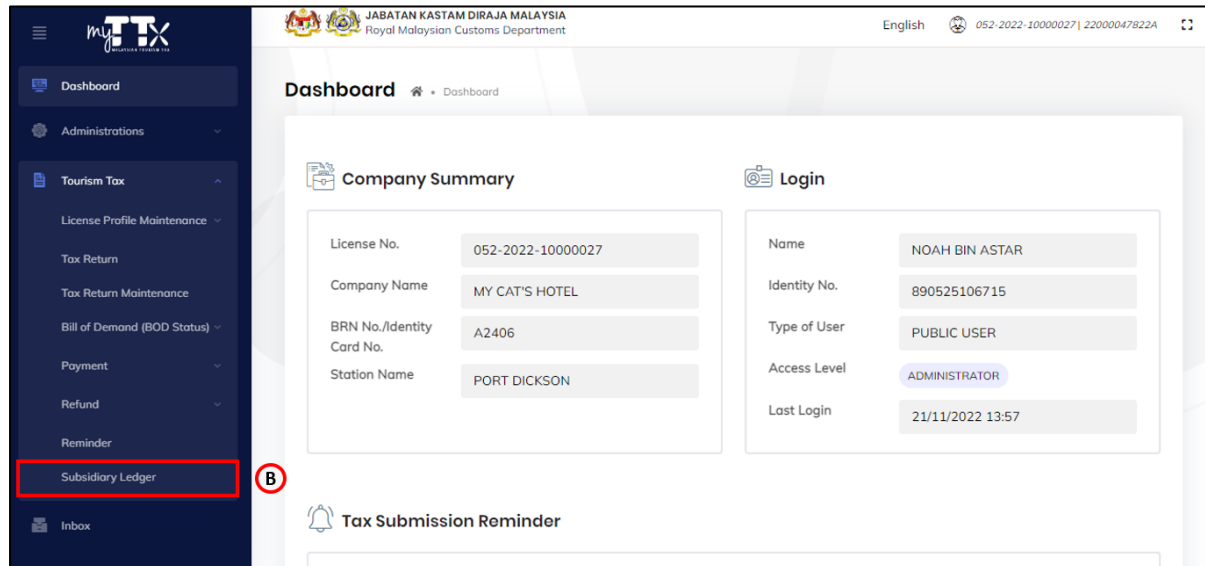 myTTX
MALAYSIAN TOURISM TAX
JABATAN KASTAM DIRAJA MALAYSIA
Royal Malaysian Customs Department
English
052-2022-10000027| 22000047822A
Dashboard
Administrations
Tourism Tax
License Profile Maintenance
Tax Return
Tax Return Maintenance
Bill of Demand (BOD Status)
Payment
Refund
Reminder
Subsidiary Ledger
B
Inbox
Dashboard • Dashboard
Company Summary
License No. 052-2022-10000027
Company Name MY CAT'S HOTEL
BRN No./Identity
Card No. A2406
Station Name PORT DICKSON
Login
Name NOAH BIN ASTAR
Identity No. 890525106715
Type of User PUBLIC USER
Access Level ADMINISTRATOR
Last Login 21/11/2022 13:57
Tax Submission Reminder